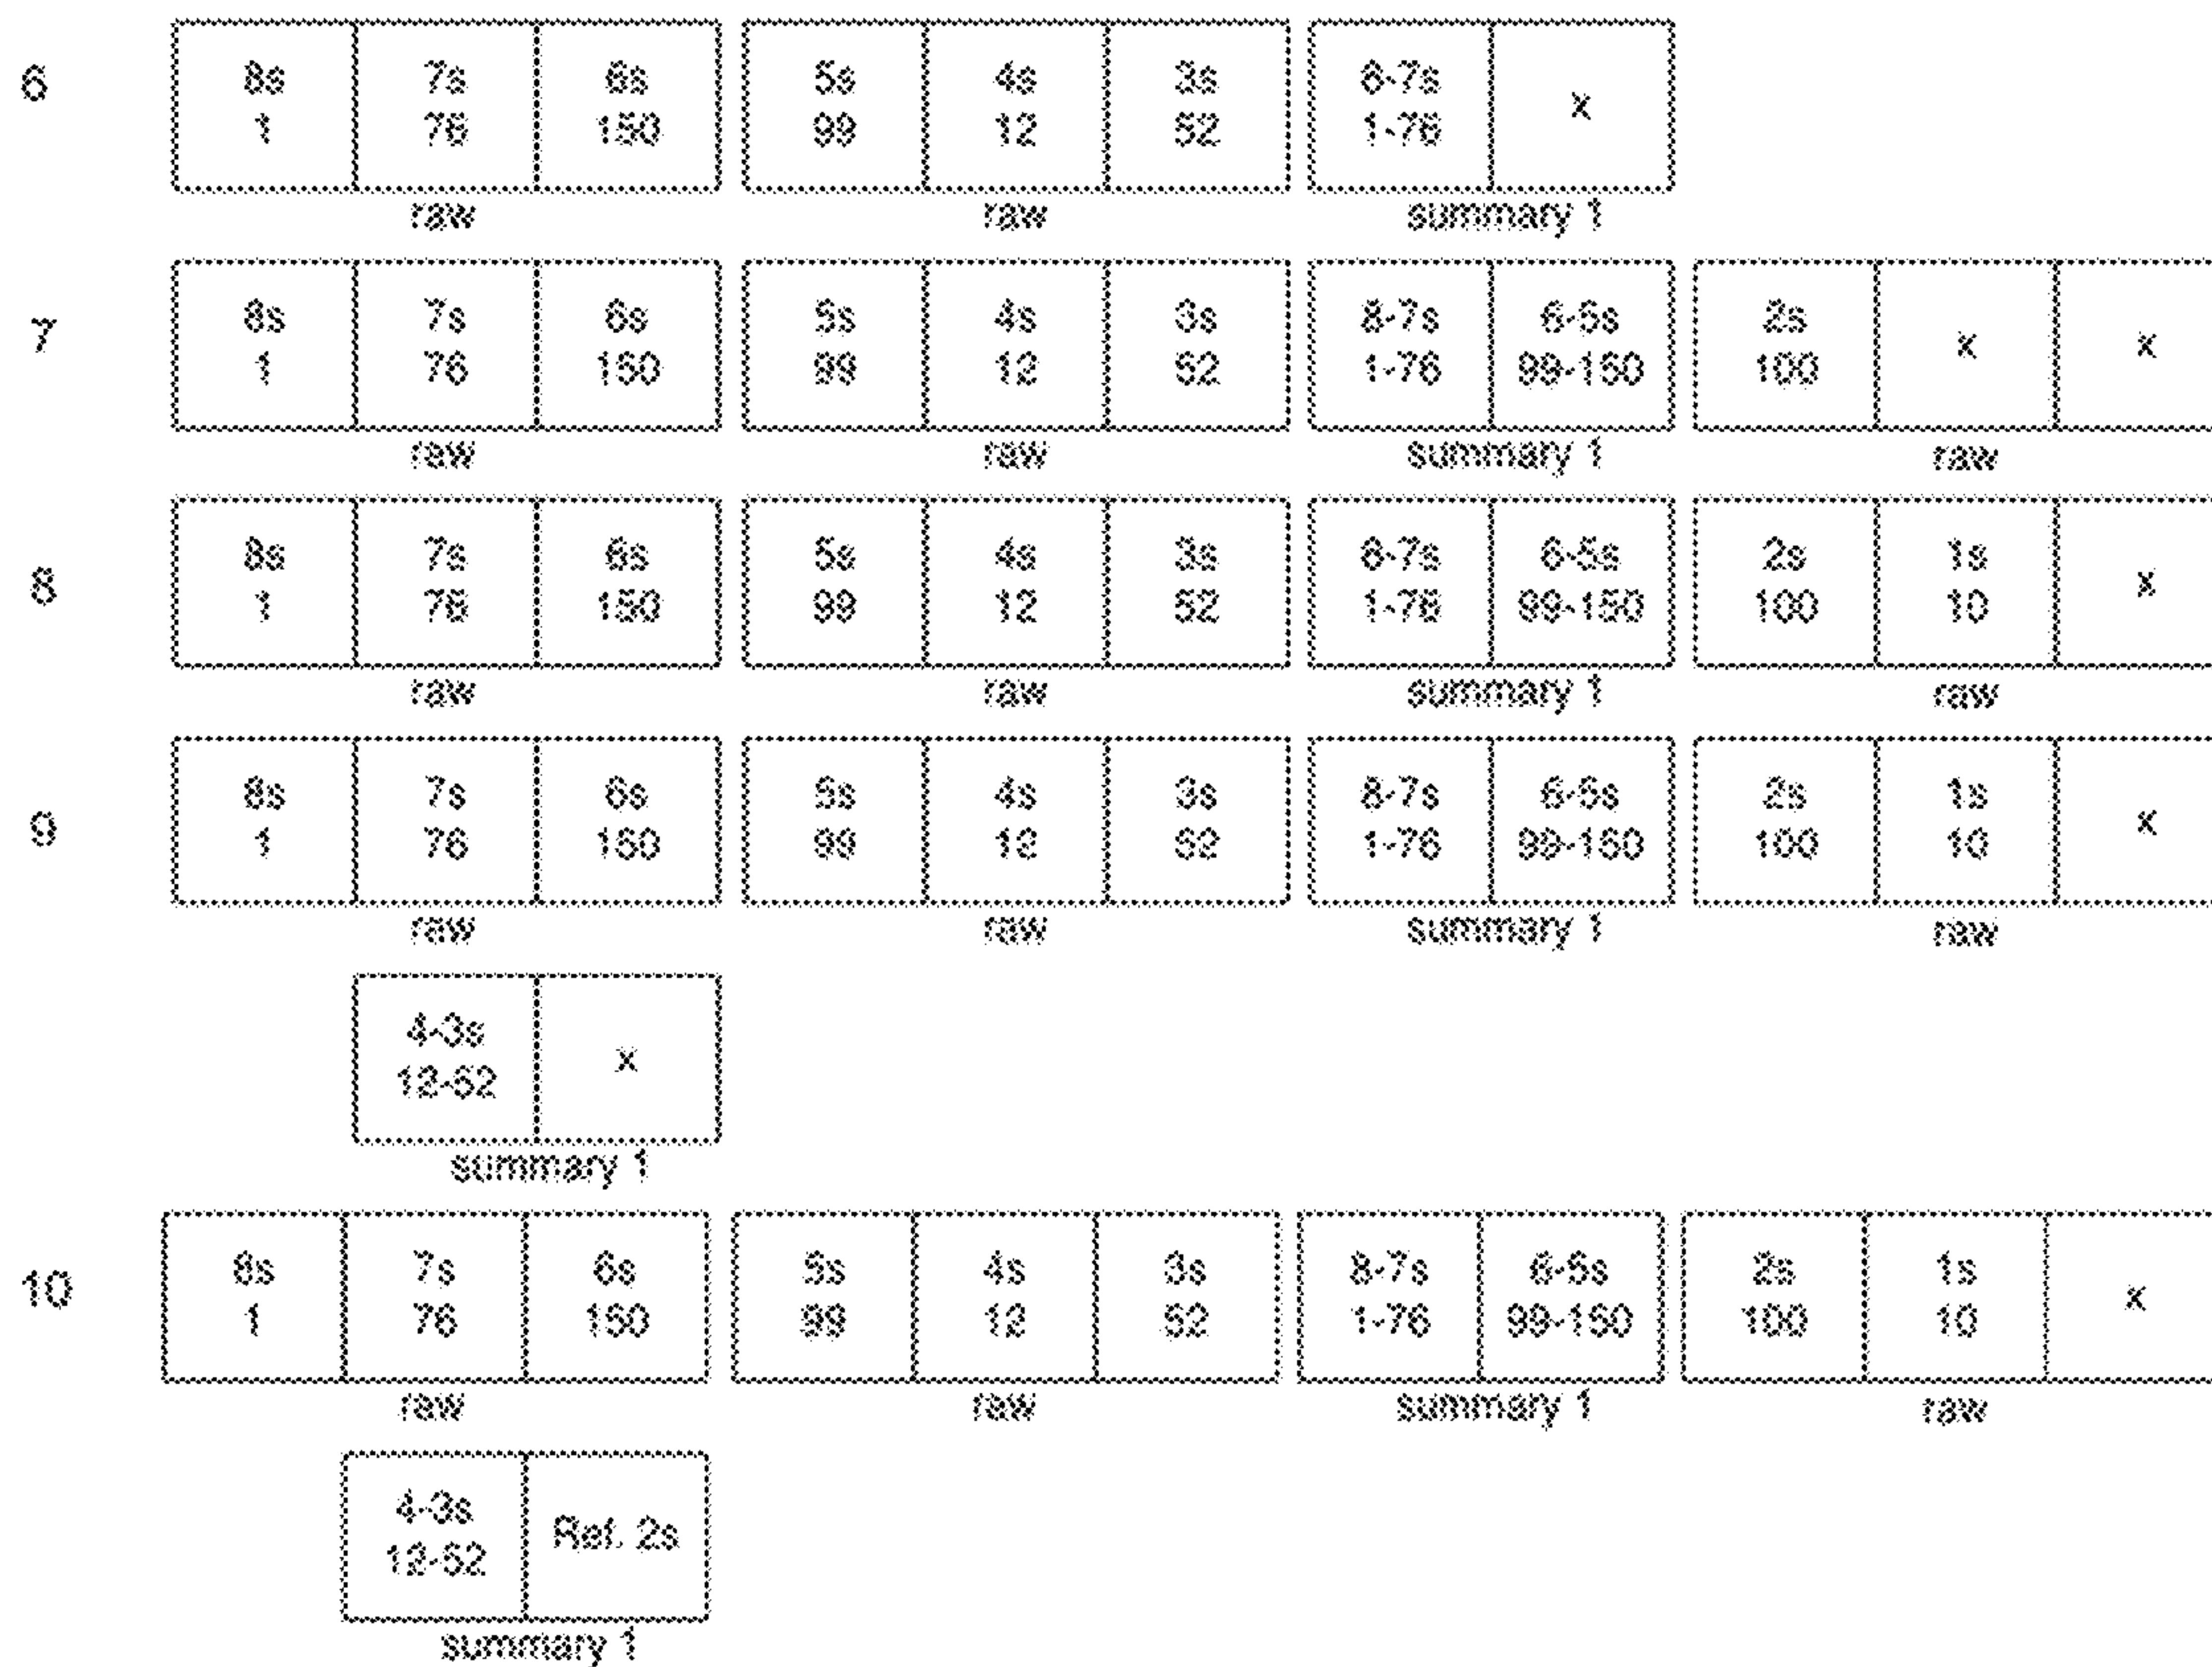 6
8s 7s 6s 5s 4s 3s 8-7s x
1 76 150 99 12 52 1-76
raw raw summary 1
7
8s 7s 6s 5s 4s 3s 8-7s 6-5s 2s x x
1 76 150 99 12 52 1-76 99-150 100
raw raw summary 1 raw
8
8s 7s 6s 5s 4s 3s 8-7s 6-5s 2s 1s x
1 76 150 99 12 52 1-76 99-150 100 10
raw raw summary 1 raw
9
8s 7s 6s 5s 4s 3s 8-7s 6-5s 2s 1s x
1 76 150 99 12 52 1-76 99-150 100 10
raw raw summary 1 raw
4-3s x
12-52
summary 1
10
8s 7s 6s 5s 4s 3s 8-7s 6-5s 2s 1s x
1 76 150 99 12 52 1-76 99-150 100 10
raw raw summary 1 raw
4-3s Ref. 2s
12-52
summary 1